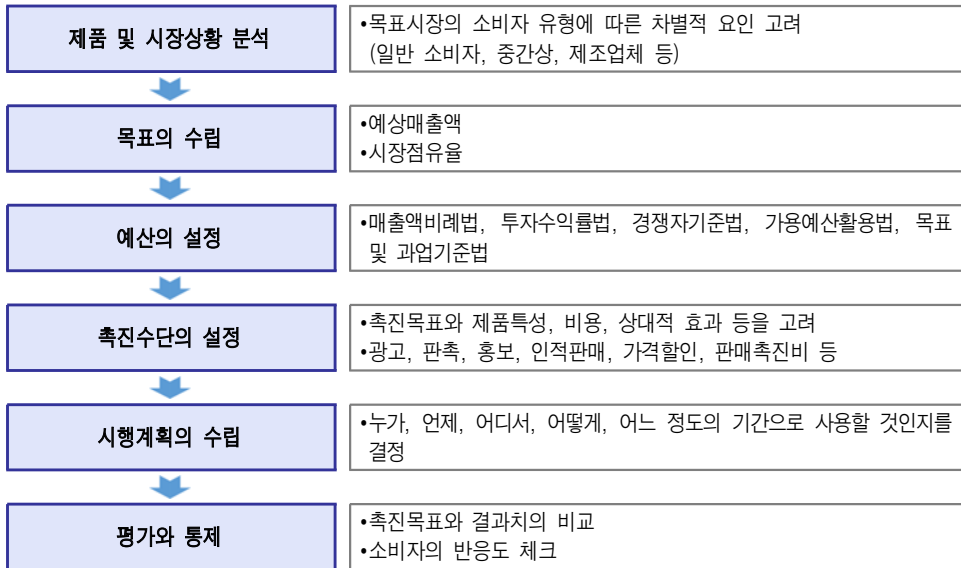 제품 및 시장상황 분석
•목표시장의 소비자 유형에 따른 차별적 요인 고려
(일반 소비자, 중간상, 제조업체 등)
목표의 수립
•예상매출액
•시장점유율
예산의 설정
•매출액비례법, 투자수익률법, 경쟁자기준법, 가용예산활용법, 목표
및 과업기준법
촉진수단의 설정
•촉진목표와 제품특성, 비용, 상대적 효과 등을 고려
•광고, 판촉, 홍보, 인적판매, 가격할인, 판매촉진비 등
시행계획의 수립
•누가, 언제, 어디서, 어떻게, 어느 정도의 기간으로 사용할 것인지를
결정
평가와 통제
•촉진목표와 결과치의 비교
•소비자의 반응도 체크